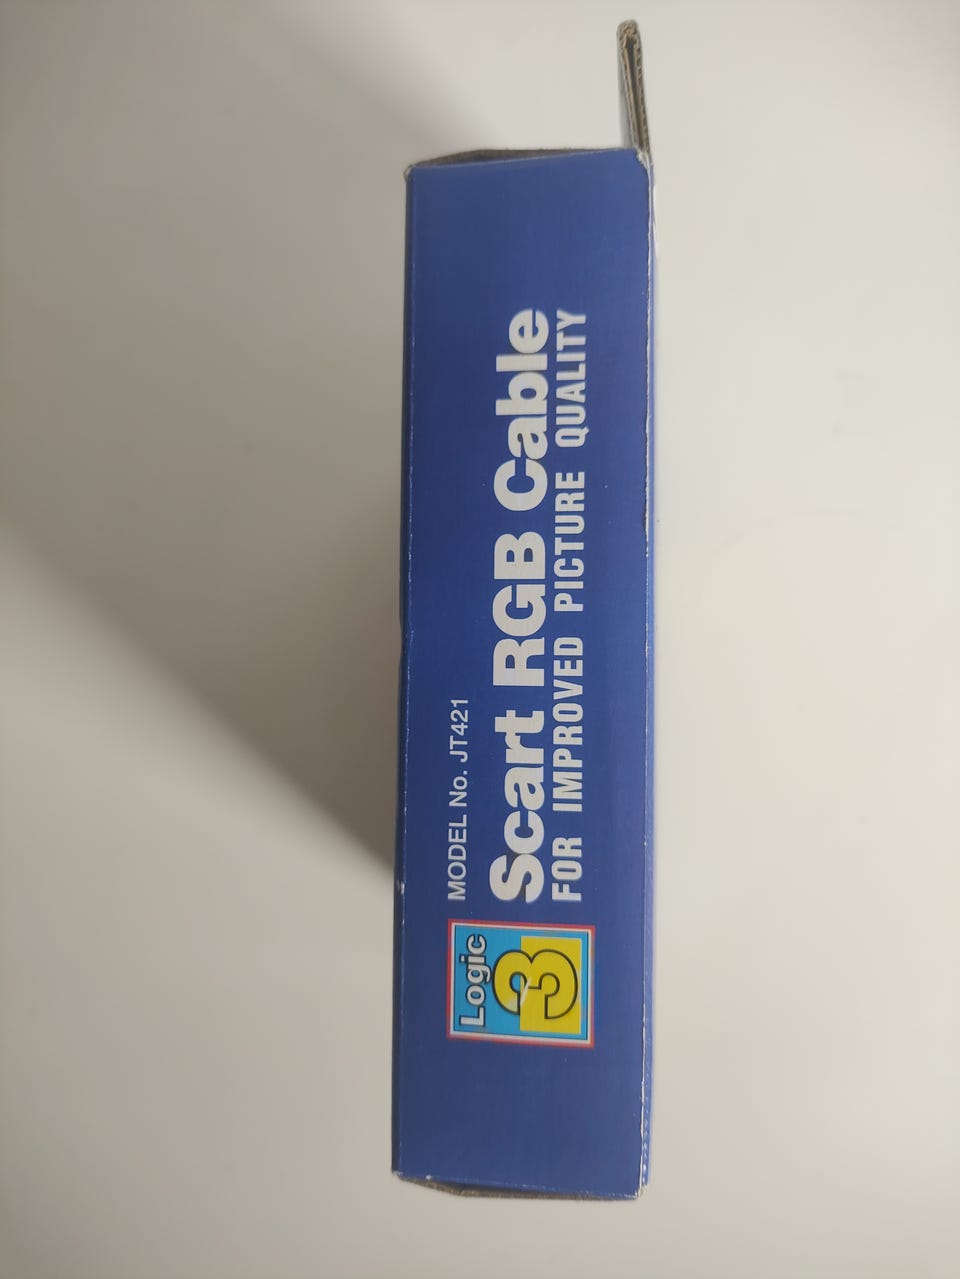 Logic
3
MODEL No. JT421
Scart RGB Cable
FOR IMPROVED PICTURE QUALITY